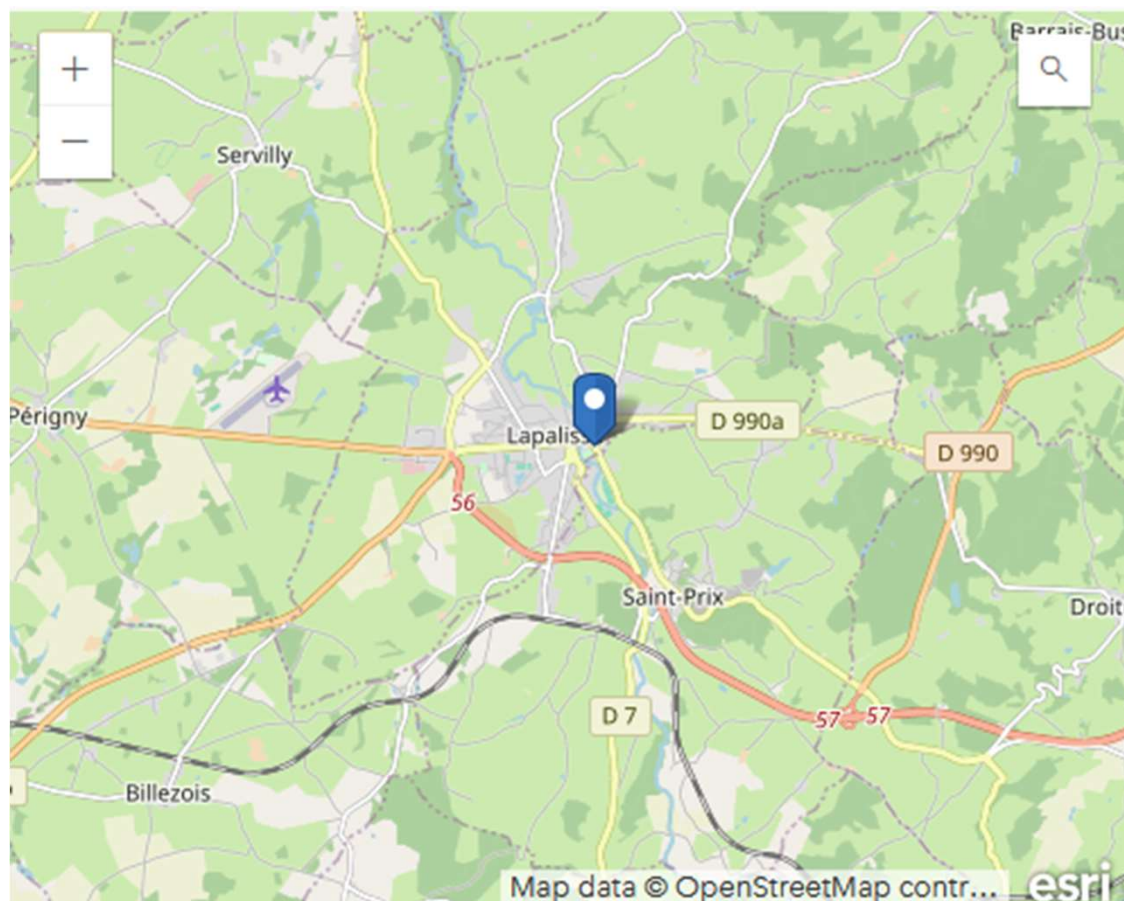 Barrais-Bus
+
−
Servilly
Périgny
Lapaliss
D 990a
D 990
56
Saint-Prix
Droit
D 7
57
57
Billezois
Map data © OpenStreetMap contr...
esri